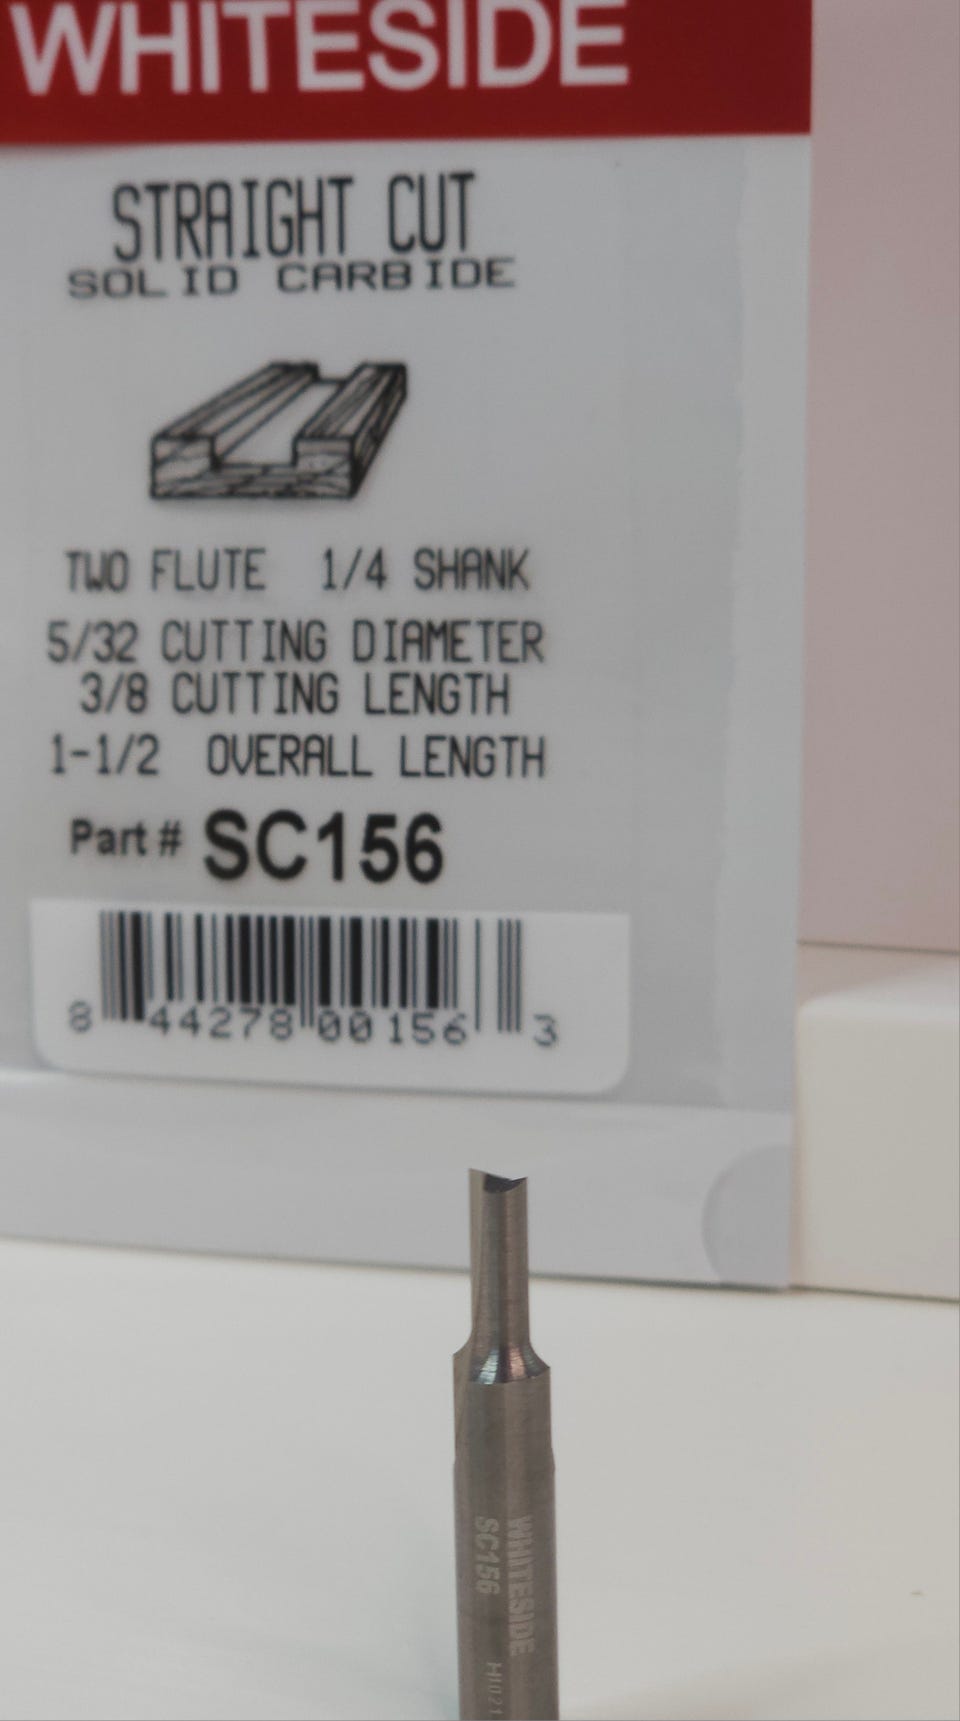 WHITESIDE
STRAIGHT CUT
SOLID CARBIDE
TWO FLUTE 1/4 SHANK
5/32 CUTTING DIAMETER
3/8 CUTTING LENGTH
1-1/2 OVERALL LENGTH
Part # SC156
8 44278 00156 3
WHITESIDE
SC156
HI021